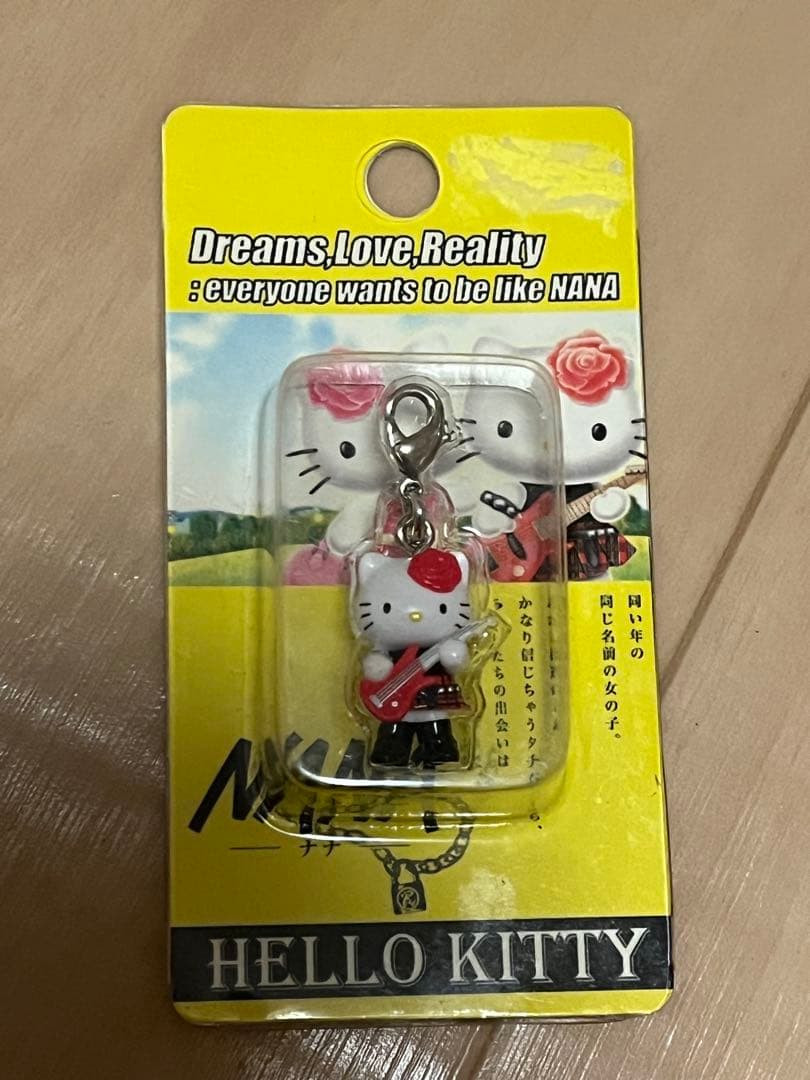 Dreams,Love,Reality
: everyone wants to be like NANA
同い年の
同じ名前の女の子。
かなり信じちゃうタチ
たちの出会いは
ナナ
R
HELLO KITTY